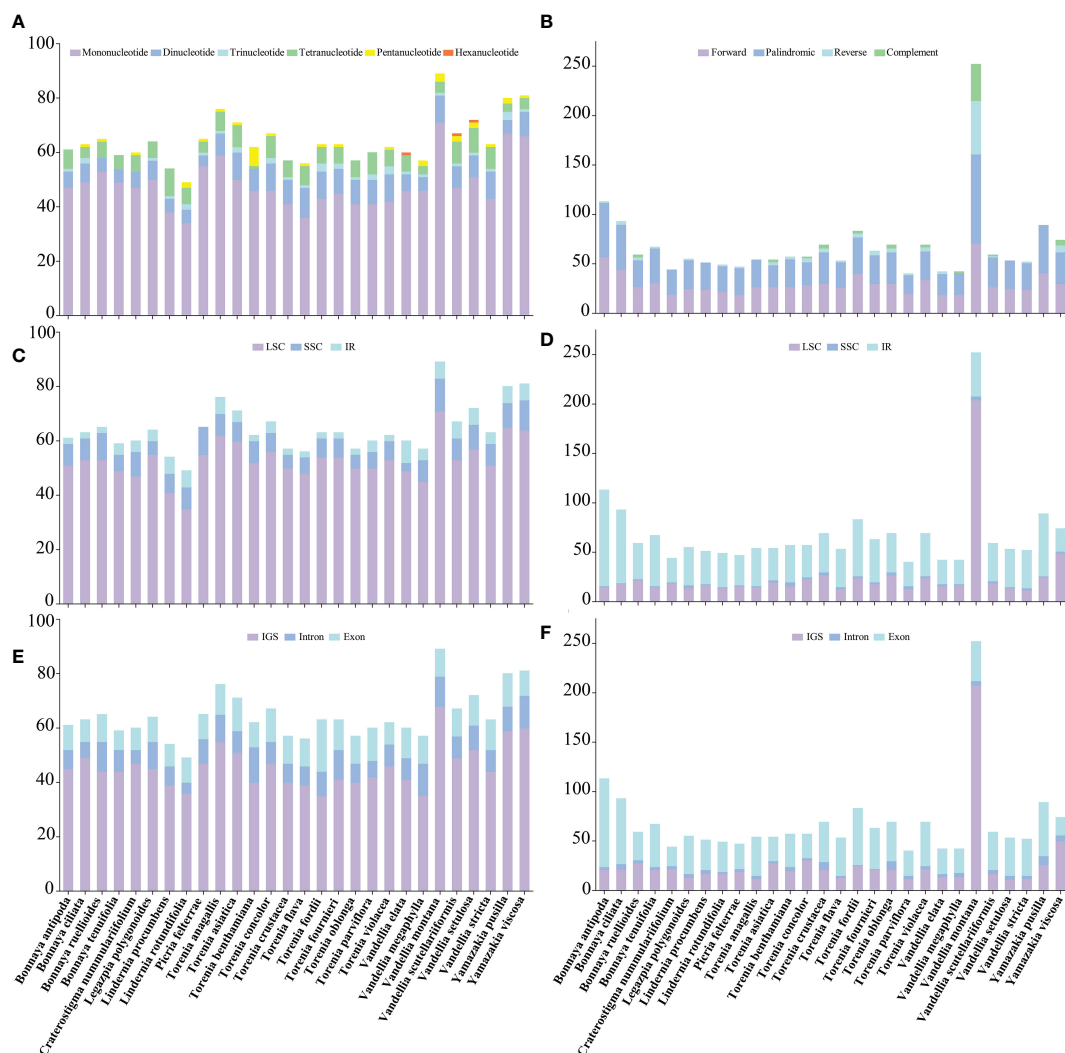 A
B
Mononucleotide Dinucleotide Trinucleotide Tetranucleotide Pentanucleotide Hexanucleotide
Forward Palindromic Reverse Complement
100
80
60
40
20
0
250
200
150
100
50
0
C
D
LSC SSC IR
LSC SSC IR
100
80
60
40
20
0
250
200
150
100
50
0
E
F
IGS Intron Exon
IGS Intron Exon
100
80
60
40
20
0
250
200
150
100
50
0
Bonnaya antipoda
Bonnaya ciliata
Bonnaya ruellioides
Bonnaya tenuifolia
Craterostigma nummulariifolium
Legazpia polygonoides
Lindernia procumbens
Lindernia rotundifolia
Picria felterrae
Torenia anagallis
Torenia asiatica
Torenia benthamiana
Torenia concolor
Torenia crustacea
Torenia flava
Torenia fordii
Torenia fournieri
Torenia oblonga
Torenia parviflora
Torenia violacea
Vandellia elata
Vandellia megaphylla
Vandellia montana
Vandellia scutellariiformis
Vandellia setulosa
Vandellia stricta
Yamazakia pusilla
Yamazakia viscosa
Bonnaya antipoda
Bonnaya ciliata
Bonnaya ruellioides
Bonnaya tenuifolia
Craterostigma nummulariifolium
Legazpia polygonoides
Lindernia procumbens
Lindernia rotundifolia
Picria felterrae
Torenia anagallis
Torenia asiatica
Torenia benthamiana
Torenia concolor
Torenia crustacea
Torenia flava
Torenia fordii
Torenia fournieri
Torenia oblonga
Torenia parviflora
Torenia violacea
Vandellia elata
Vandellia megaphylla
Vandellia montana
Vandellia scutellariiformis
Vandellia setulosa
Vandellia stricta
Yamazakia pusilla
Yamazakia viscosa